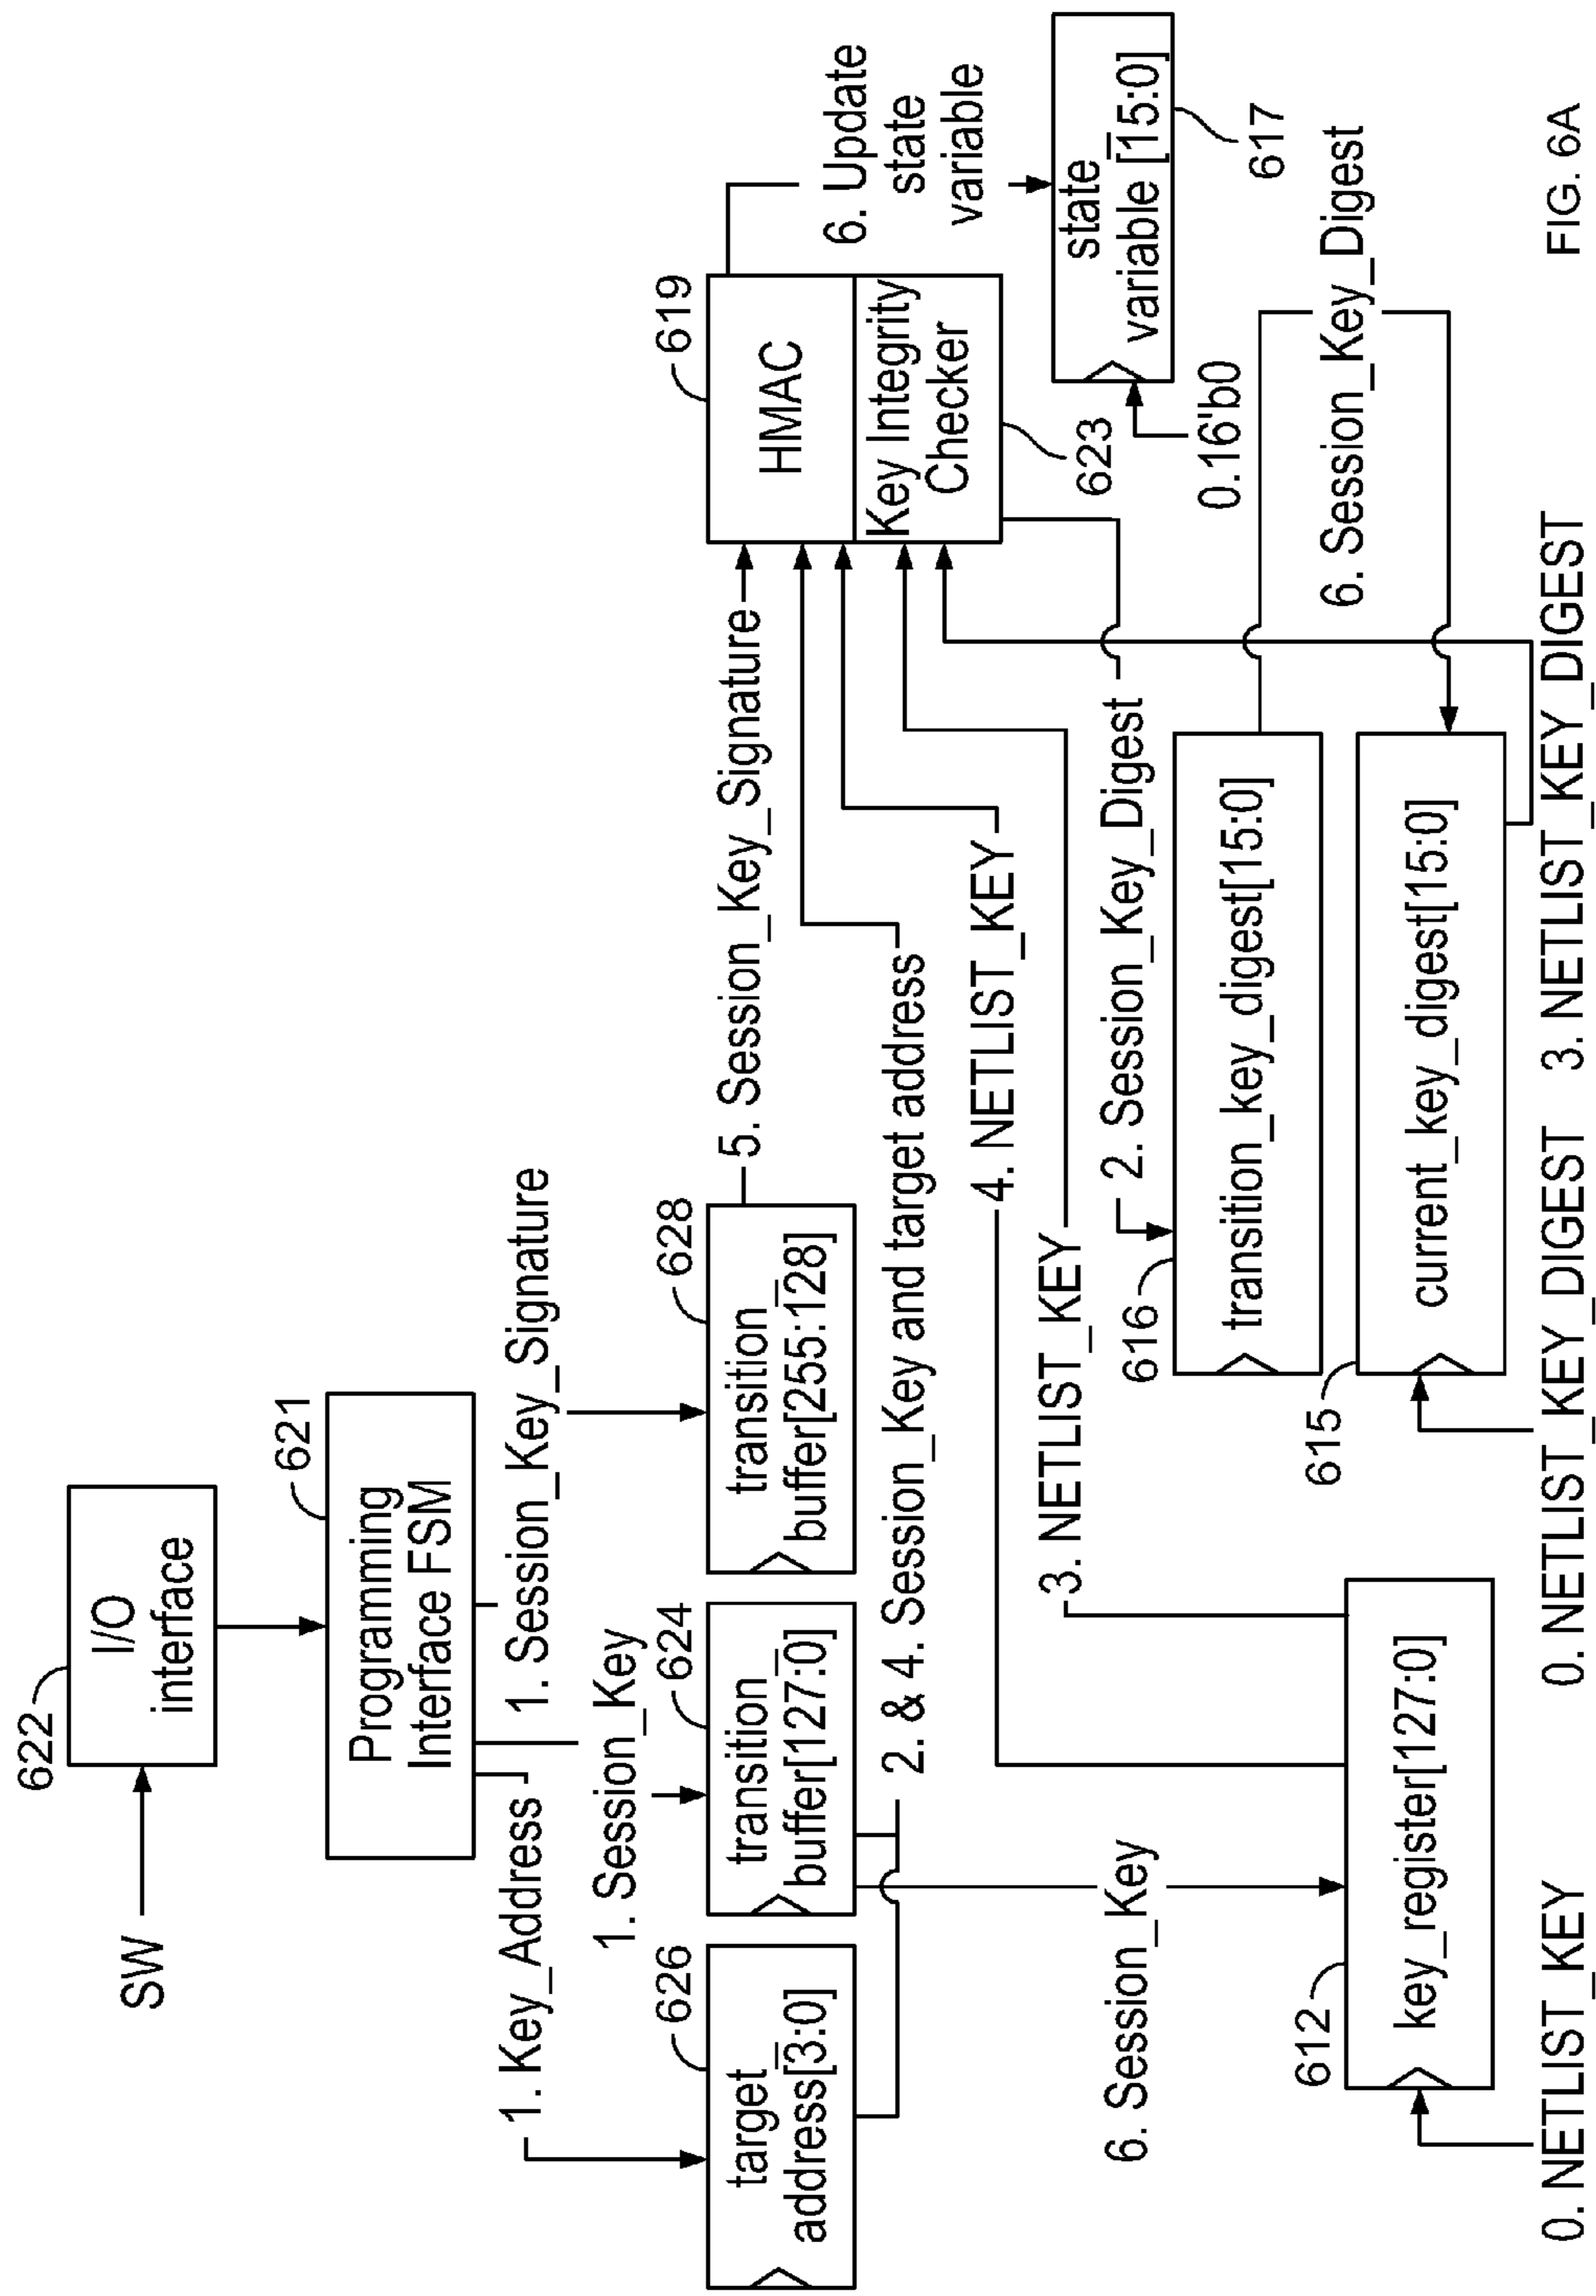 SW
622
I/O
interface
621
Programming
Interface FSM
1. Key_Address
1. Session_Key
1. Session_Key_Signature
626
target_
address[3:0]
624
transition_
buffer[127:0]
628
transition_
buffer[255:128]
5. Session_Key_Signature
619
HMAC
Key Integrity
Checker
623
6. Update
state
variable
state_
variable [15:0]
617
0.16'b0
2. & 4. Session_Key and target address
4. NETLIST_KEY
3. NETLIST_KEY
6. Session_Key
2. Session_Key_Digest
616
transition_key_digest[15:0]
6. Session_Key_Digest
612
key_register[127:0]
615
current_key_digest[15:0]
0. NETLIST_KEY
0. NETLIST_KEY_DIGEST
3. NETLIST_KEY_DIGEST
FIG. 6A